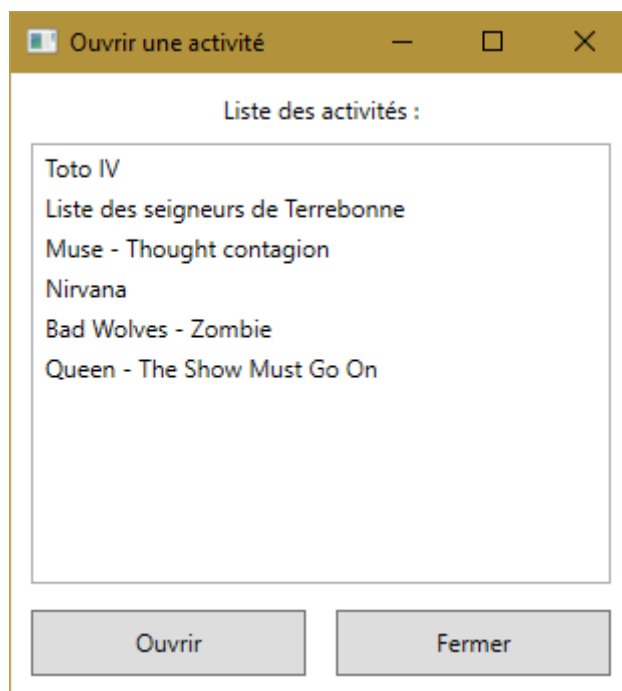 Ouvrir une activité
Liste des activités :
Toto IV
Liste des seigneurs de Terrebonne
Muse - Thought contagion
Nirvana
Bad Wolves - Zombie
Queen - The Show Must Go On
Ouvrir
Fermer